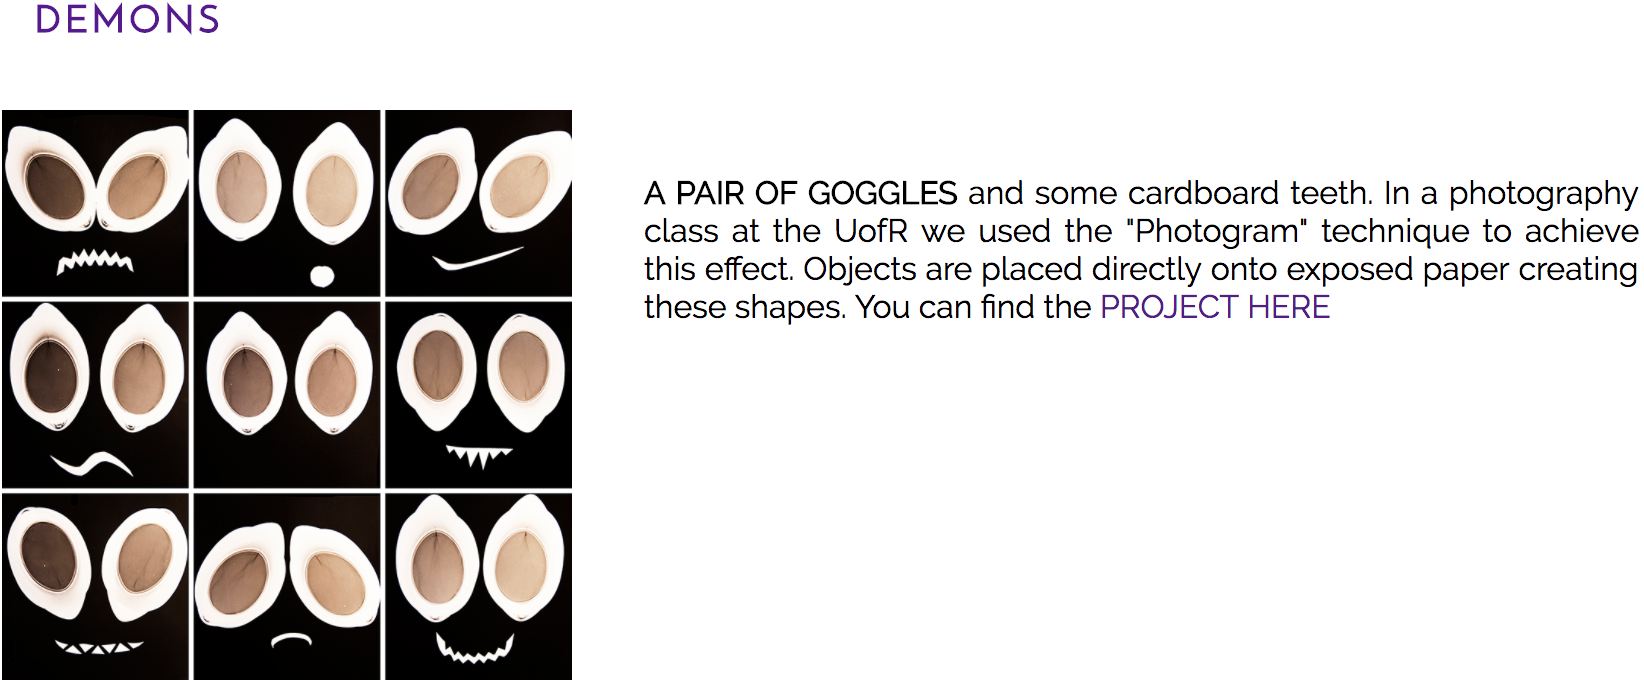 DEMONS
A PAIR OF GOGGLES and some cardboard teeth. In a photography
class at the UofR we used the "Photogram" technique to achieve
this effect. Objects are placed directly onto exposed paper creating
these shapes. You can find the PROJECT HERE